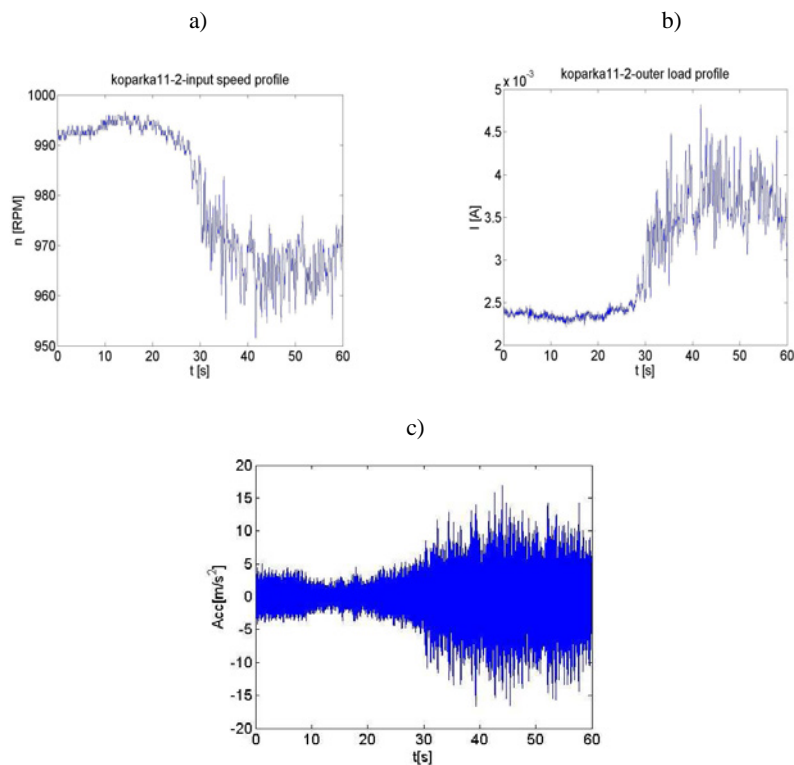 a)
b)
koparka11-2-input speed profile
1000
990
980
970
960
950
n [RPM]
0 10 20 30 40 50 60
t [s]
x 10⁻³
koparka11-2-outer load profile
5
4.5
4
3.5
3
2.5
2
I [A]
0 10 20 30 40 50 60
t [s]
c)
20
15
10
5
0
-5
-10
-15
-20
Acc[m/s²]
0 10 20 30 40 50 60
t[s]